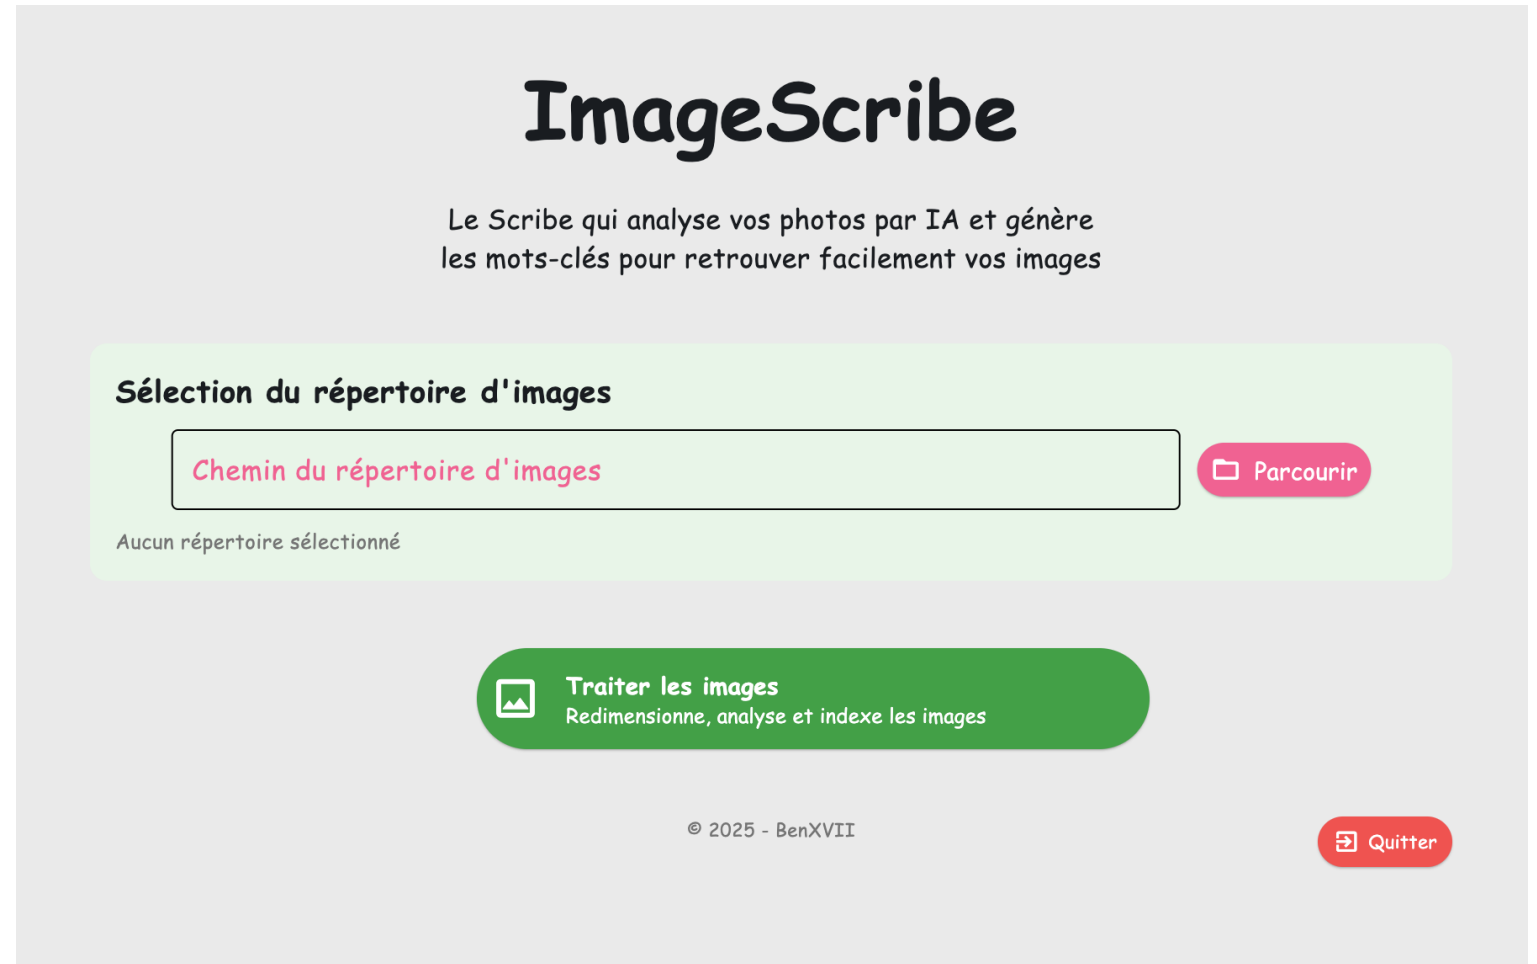 ImageScribe
Le Scribe qui analyse vos photos par IA et génère
les mots-clés pour retrouver facilement vos images
Sélection du répertoire d'images
Chemin du répertoire d'images
Parcourir
Aucun répertoire sélectionné
Traiter les images
Redimensionne, analyse et indexe les images
© 2025 - BenXVII
Quitter